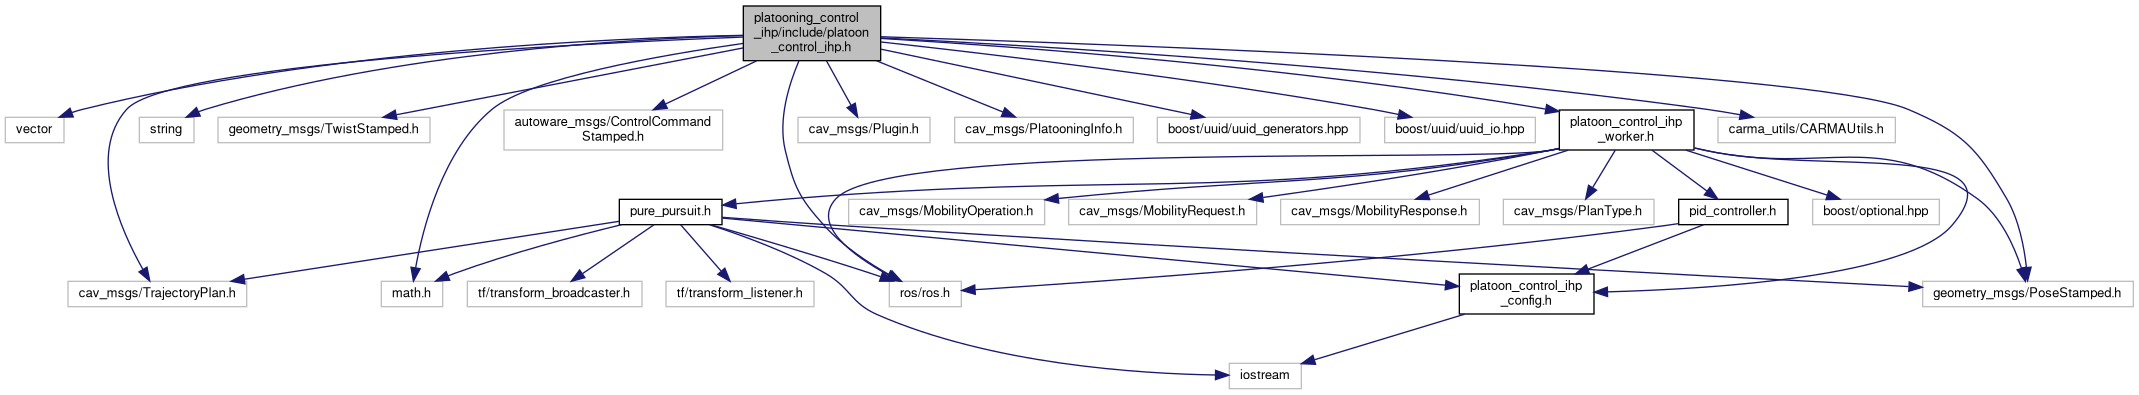 platooning_control
_ihp/include/platoon
_control_ihp.h
vector
string
geometry_msgs/TwistStamped.h
autoware_msgs/ControlCommand
Stamped.h
cav_msgs/Plugin.h
cav_msgs/PlatooningInfo.h
boost/uuid/uuid_generators.hpp
boost/uuid/uuid_io.hpp
platoon_control_ihp
_worker.h
carma_utils/CARMAUtils.h
pure_pursuit.h
cav_msgs/MobilityOperation.h
cav_msgs/MobilityRequest.h
cav_msgs/MobilityResponse.h
cav_msgs/PlanType.h
pid_controller.h
boost/optional.hpp
cav_msgs/TrajectoryPlan.h
math.h
tf/transform_broadcaster.h
tf/transform_listener.h
ros/ros.h
platoon_control_ihp
_config.h
geometry_msgs/PoseStamped.h
iostream